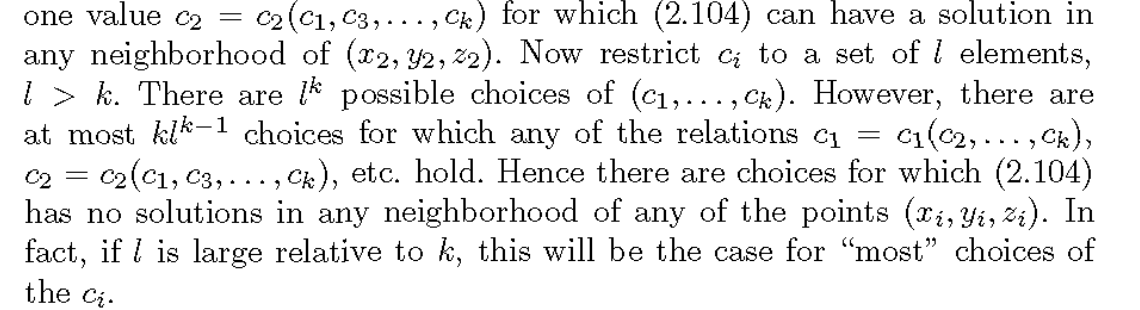 one value c₂ = c₂(c₁, c₃, . . . , cₖ) for which (2.104) can have a solution in
any neighborhood of (x₂, y₂, z₂). Now restrict cᵢ to a set of l elements,
l > k. There are lᵏ possible choices of (c₁, . . . , cₖ). However, there are
at most klᵏ⁻¹ choices for which any of the relations c₁ = c₁(c₂, . . . , cₖ),
c₂ = c₂(c₁, c₃, . . . , cₖ), etc. hold. Hence there are choices for which (2.104)
has no solutions in any neighborhood of any of the points (xᵢ, yᵢ, zᵢ). In
fact, if l is large relative to k, this will be the case for “most” choices of
the cᵢ.